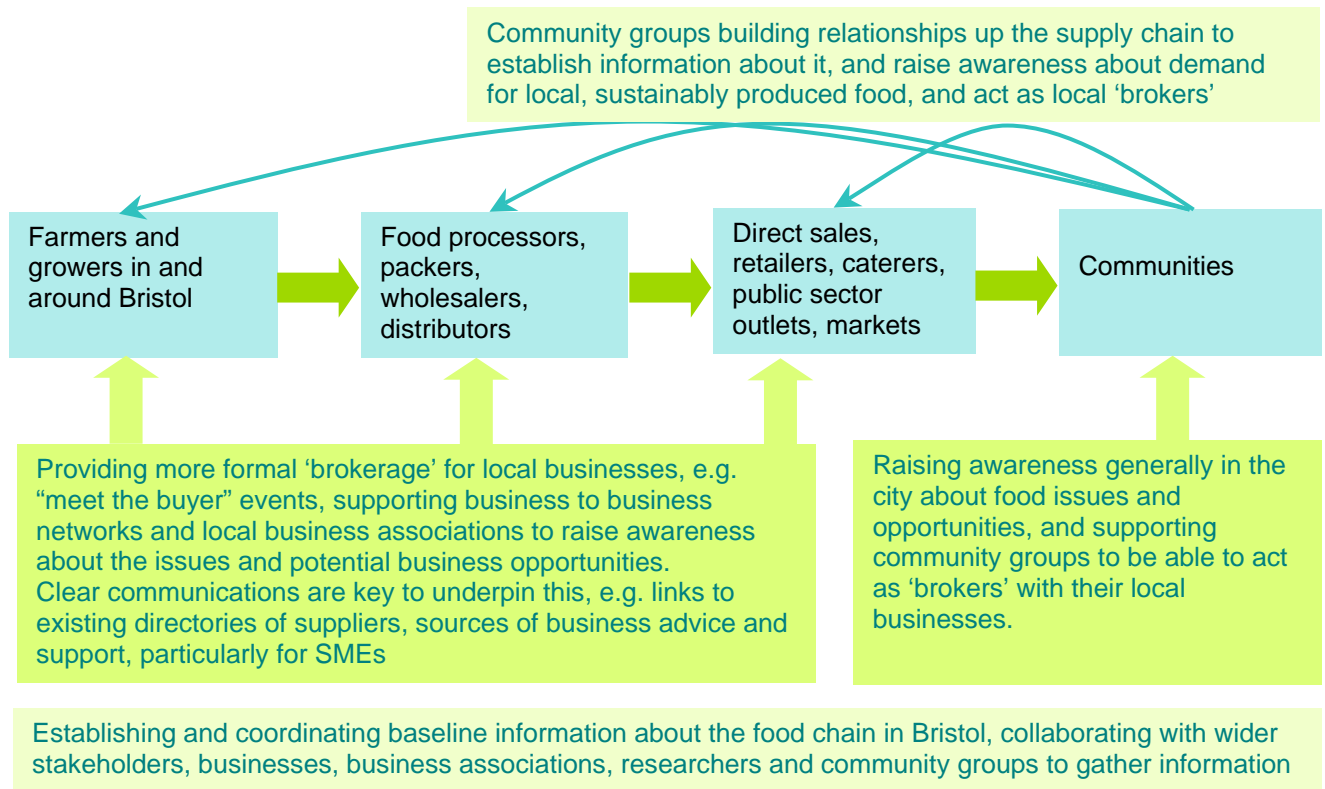 Community groups building relationships up the supply chain to
establish information about it, and raise awareness about demand
for local, sustainably produced food, and act as local ‘brokers’
Farmers and
growers in and
around Bristol
Food processors,
packers,
wholesalers,
distributors
Direct sales,
retailers, caterers,
public sector
outlets, markets
Communities
Providing more formal ‘brokerage’ for local businesses, e.g.
“meet the buyer” events, supporting business to business
networks and local business associations to raise awareness
about the issues and potential business opportunities.
Clear communications are key to underpin this, e.g. links to
existing directories of suppliers, sources of business advice and
support, particularly for SMEs
Raising awareness generally in the
city about food issues and
opportunities, and supporting
community groups to be able to act
as ‘brokers’ with their local
businesses.
Establishing and coordinating baseline information about the food chain in Bristol, collaborating with wider
stakeholders, businesses, business associations, researchers and community groups to gather information